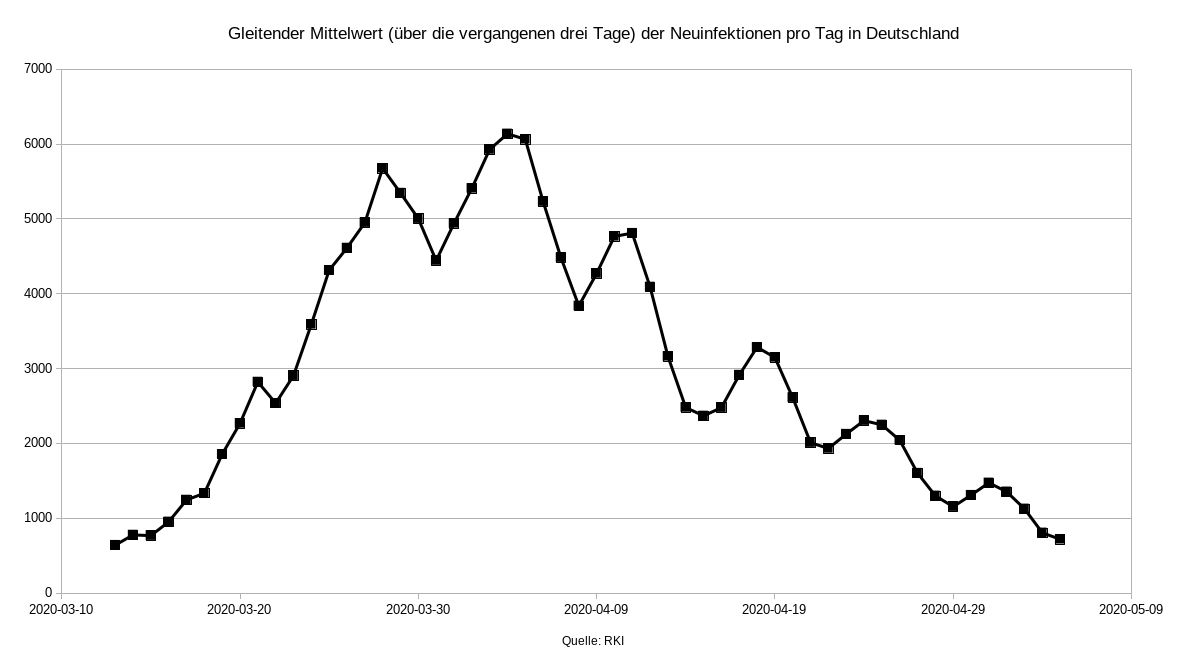 Gleitender Mittelwert (über die vergangenen drei Tage) der Neuinfektionen pro Tag in Deutschland
7000
6000
5000
4000
3000
2000
1000
0
2020-03-10 2020-03-20 2020-03-30 2020-04-09 2020-04-19 2020-04-29 2020-05-09
Quelle: RKI